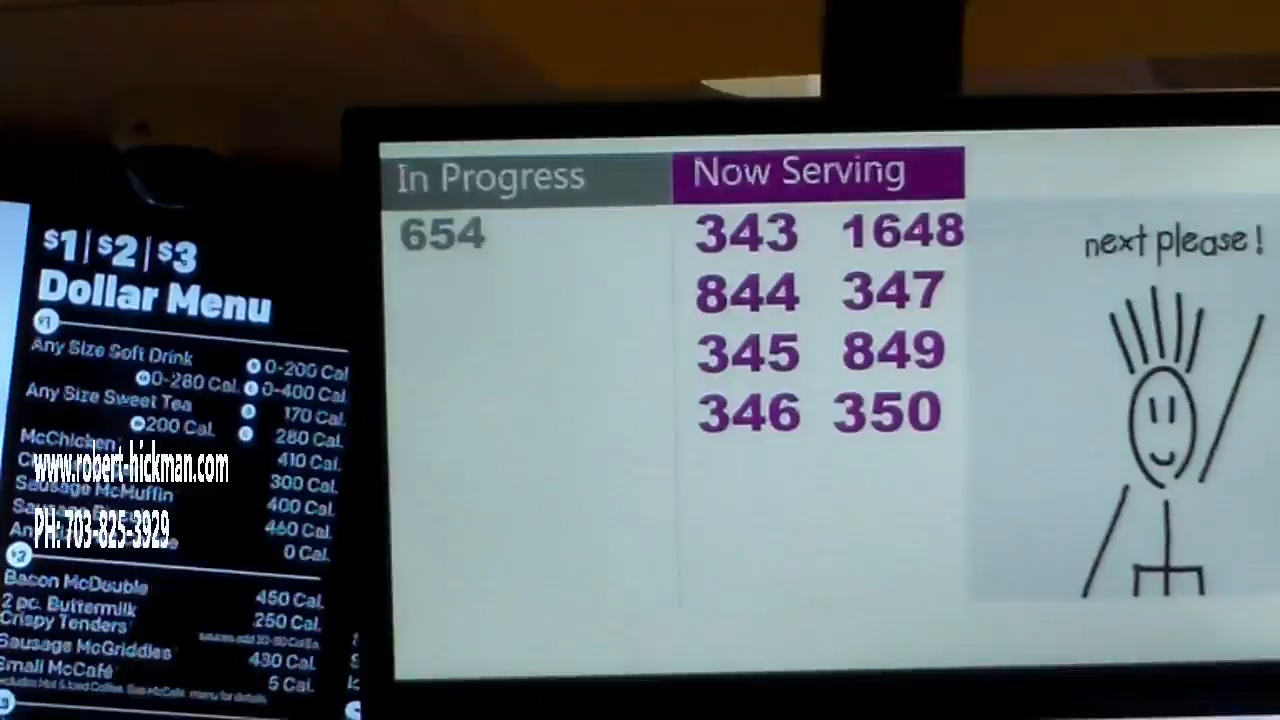 $1 | $2 | $3
Dollar Menu
$1
Any Size Soft Drink 0-200 Cal
0-280 Cal. 0-400 Cal.
Any Size Sweet Tea 170 Cal.
200 Cal. 280 Cal.
McChicken 410 Cal.
300 Cal.
www.robert-hickman.com
Sausage McMuffin 400 Cal.
Sausage 460 Cal.
PH: 703-825-3929
0 Cal.
$2
Bacon McDouble 450 Cal.
2 pc. Buttermilk 250 Cal.
Crispy Tenders
Sausage McGriddles 430 Cal.
Small McCafé 5 Cal.
In Progress
654
Now Serving
343 1648
844 347
345 849
346 350
next please!